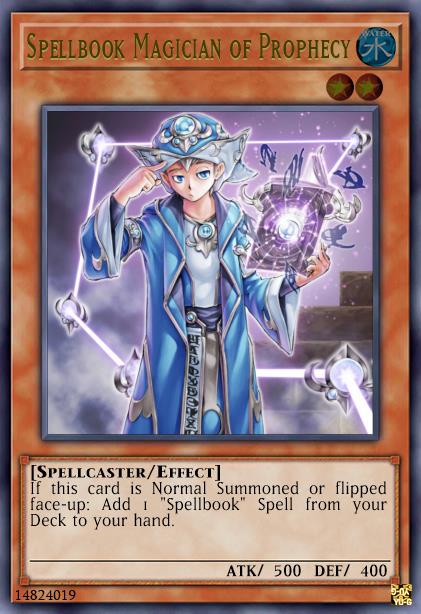 SPELLBOOK MAGICIAN OF PROPHECY
WATER
水
[SPELLCASTER/EFFECT]
If this card is Normal Summoned or flipped
face-up: Add 1 "Spellbook" Spell from your
Deck to your hand.
ATK/ 500 DEF/ 400
14824019